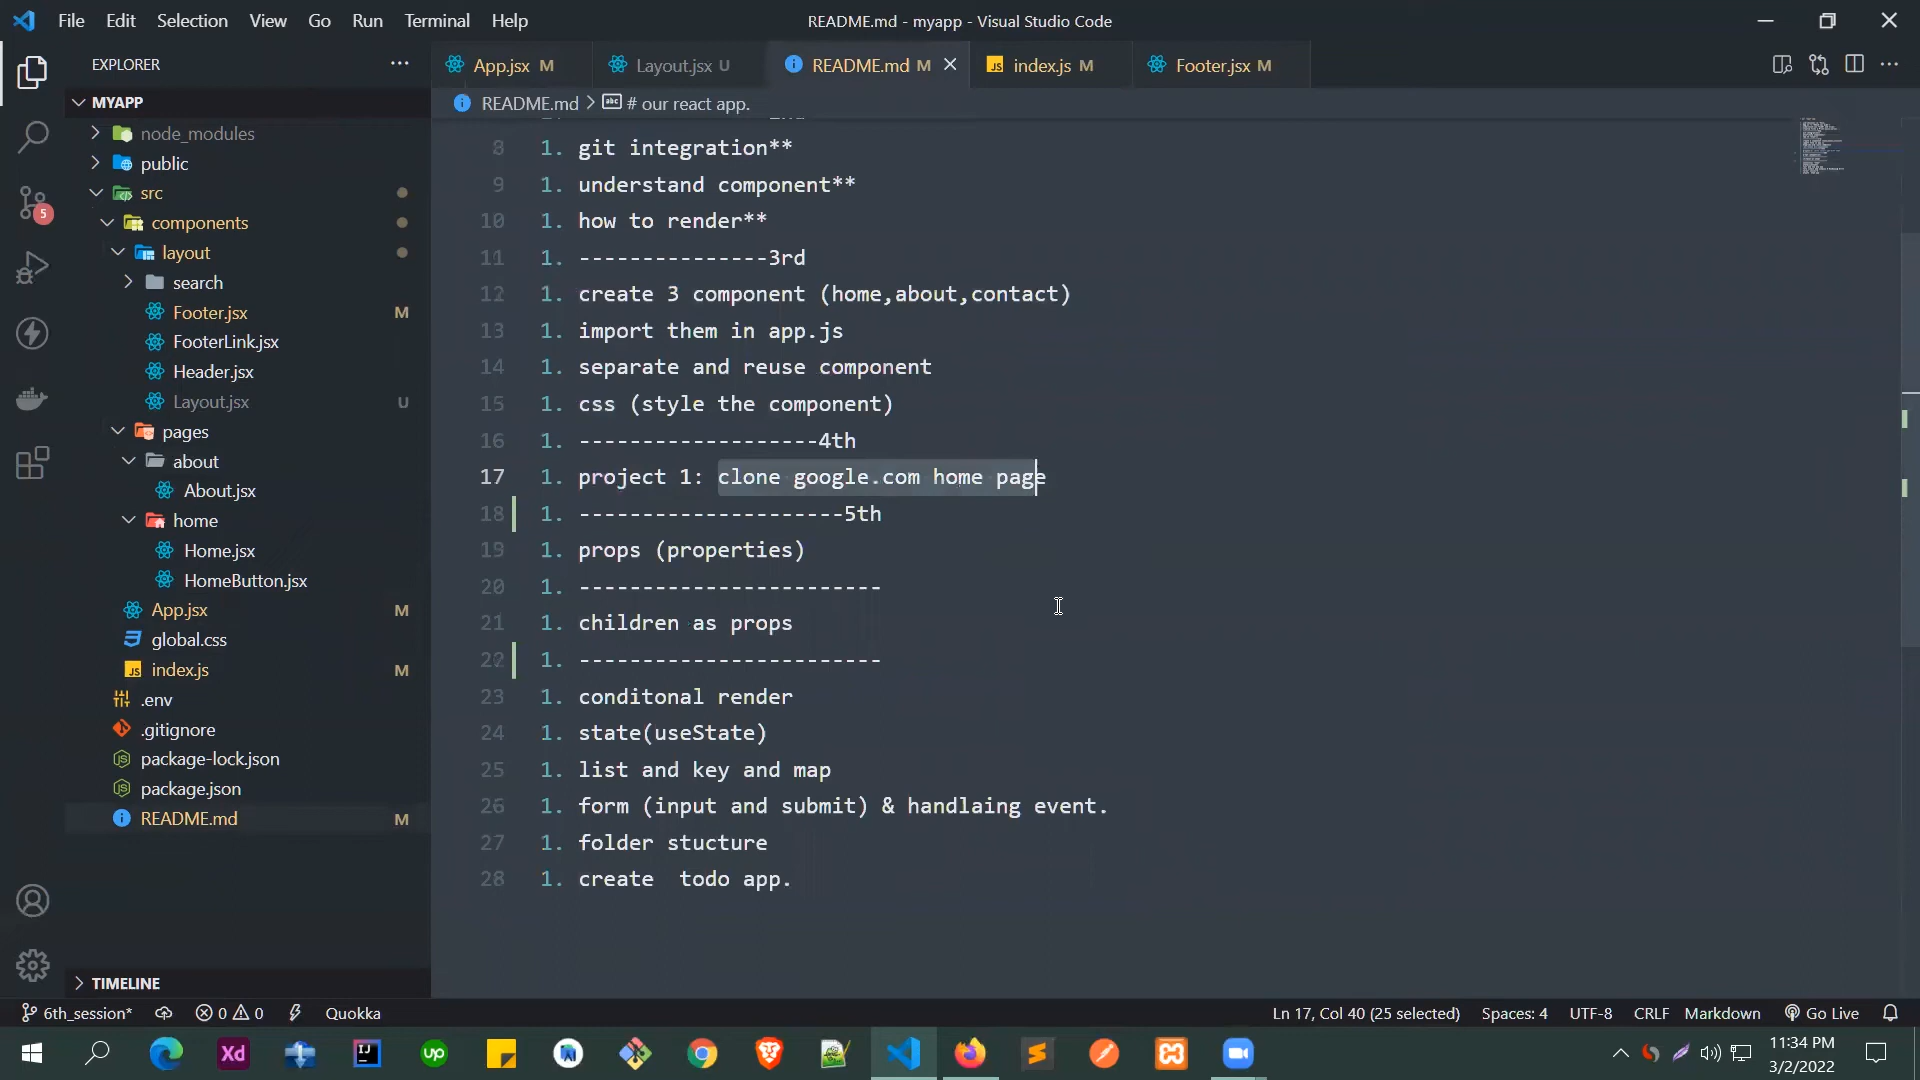 File Edit Selection View Go Run Terminal Help
README.md - myapp - Visual Studio Code
EXPLORER
MYAPP
node_modules
public
src
components
layout
search
Footer.jsx M
FooterLink.jsx
Header.jsx
Layout.jsx U
pages
about
About.jsx
home
Home.jsx
HomeButton.jsx
App.jsx M
global.css
index.js M
.env
.gitignore
package-lock.json
package.json
README.md M
TIMELINE
5
App.jsx M Layout.jsx U README.md M index.js M Footer.jsx M
README.md > # our react app.
8 1. git integration**
9 1. understand component**
10 1. how to render**
11 1. ---------------3rd
12 1. create 3 component (home,about,contact)
13 1. import them in app.js
14 1. separate and reuse component
15 1. css (style the component)
16 1. -------------------4th
17 1. project 1: clone google.com home page
18 1. ---------------------5th
19 1. props (properties)
20 1. ------------------------
21 1. children as props
22 1. ------------------------
23 1. conditonal render
24 1. state(useState)
25 1. list and key and map
26 1. form (input and submit) & handlaing event.
27 1. folder stucture
28 1. create  todo app.
6th_session* 0 0 Quokka Ln 17, Col 40 (25 selected) Spaces: 4 UTF-8 CRLF Markdown Go Live
Xd
up
11:34 PM
3/2/2022